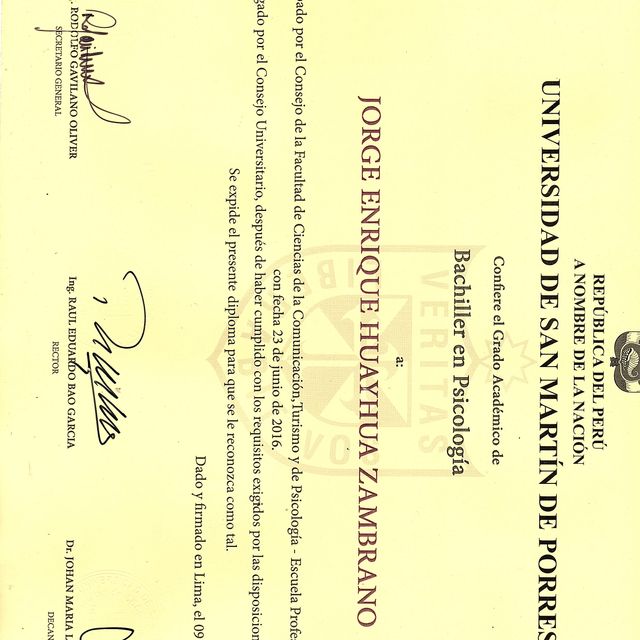 REPÚBLICA DEL PERÚ
A NOMBRE DE LA NACIÓN
UNIVERSIDAD DE SAN MARTÍN DE PORRES
Confiere el Grado Académico de
Bachiller en Psicología
a:
JORGE ENRIQUE HUAYHUA ZAMBRANO
bado por el Consejo de la Facultad de Ciencias de la Comunicación,Turismo y de Psicología - Escuela Profe
con fecha 23 de junio de 2016.
gado por el Consejo Universitario, después de haber cumplido con los requisitos exigidos por las disposicion
Se expide el presente diploma para que se le reconozca como tal.
Dado y firmado en Lima, el 09
. RODOLFO GAVILANO OLIVER
SECRETARIO GENERAL
Ing. RAUL EDUARDO BAO GARCIA
RECTOR
Dr. JOHAN MARIA L
DECAN
VERITAS